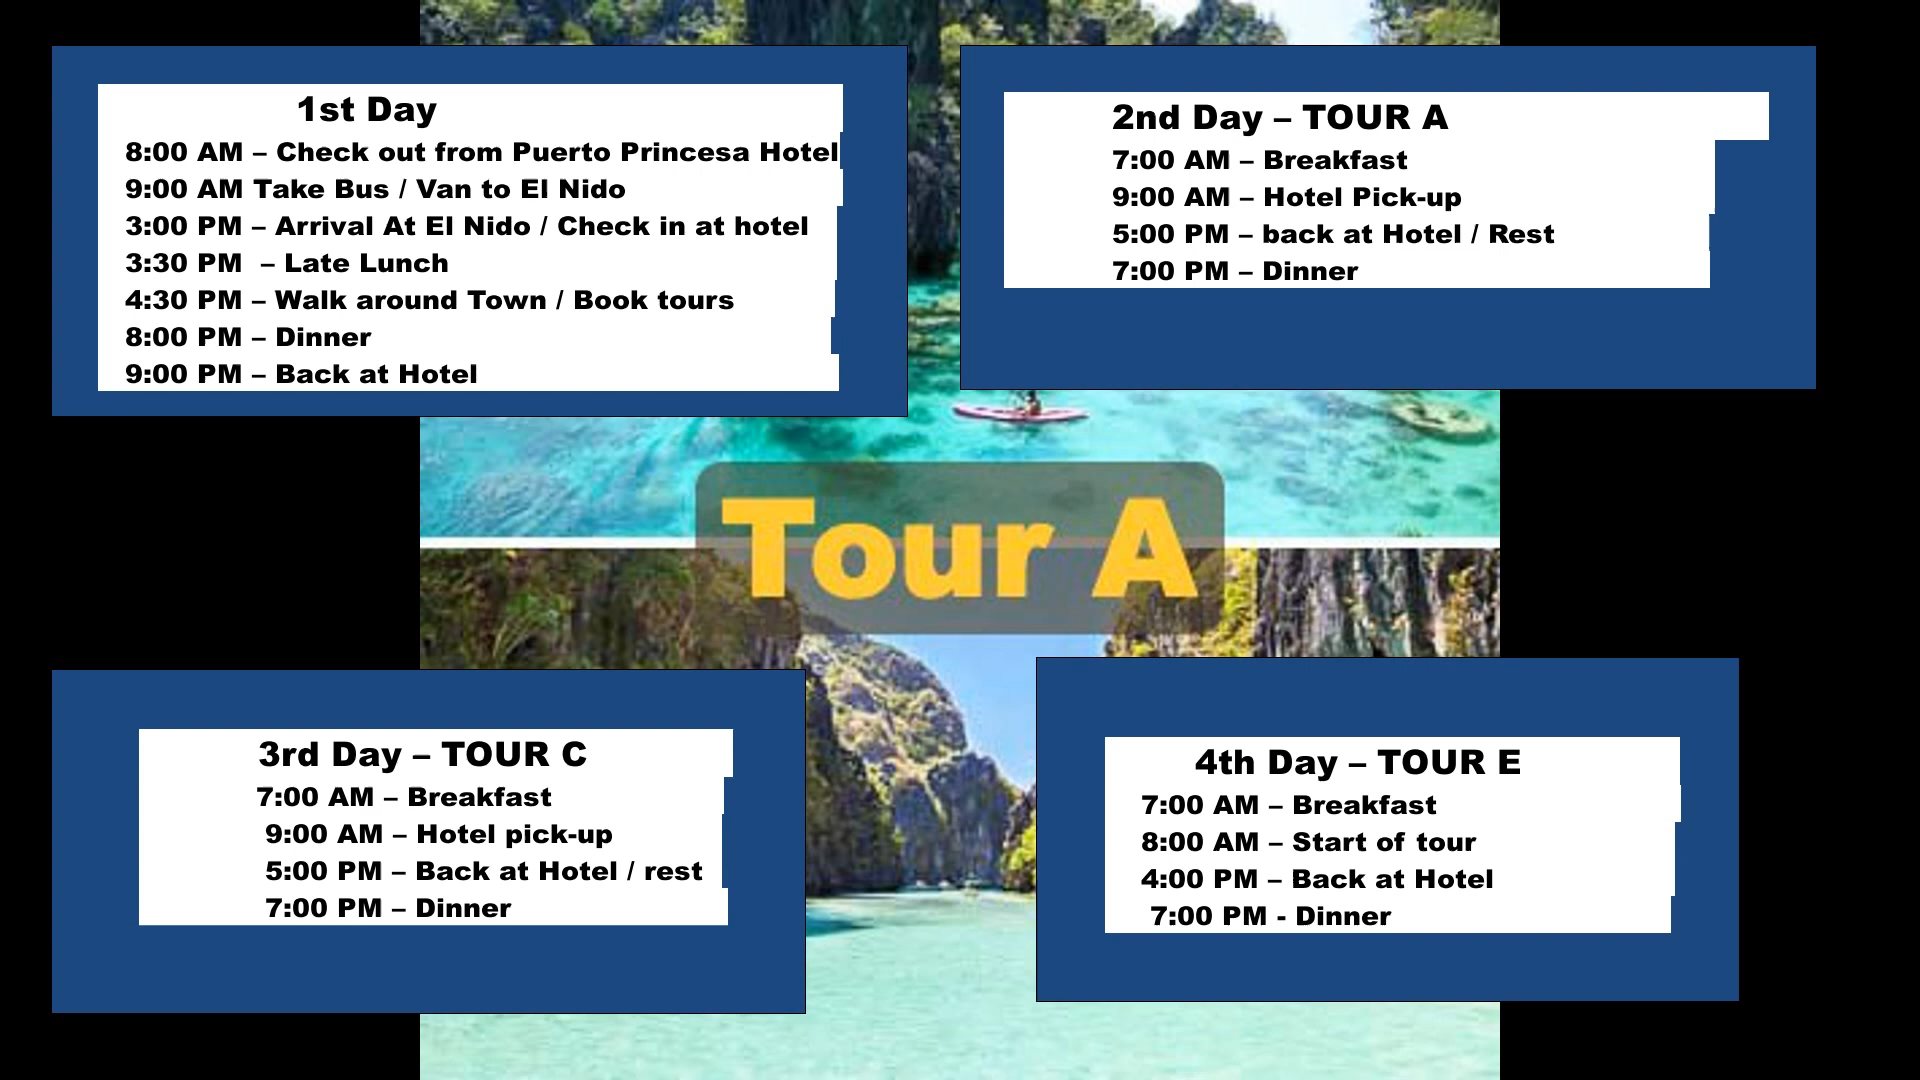 1st Day
8:00 AM – Check out from Puerto Princesa Hotel
9:00 AM Take Bus / Van to El Nido
3:00 PM – Arrival At El Nido / Check in at hotel
3:30 PM  – Late Lunch
4:30 PM – Walk around Town / Book tours
8:00 PM – Dinner
9:00 PM – Back at Hotel
2nd Day – TOUR A
7:00 AM – Breakfast
9:00 AM – Hotel Pick-up
5:00 PM – back at Hotel / Rest
7:00 PM – Dinner
Tour A
3rd Day – TOUR C
7:00 AM – Breakfast
9:00 AM – Hotel pick-up
5:00 PM – Back at Hotel / rest
7:00 PM – Dinner
4th Day – TOUR E
7:00 AM – Breakfast
8:00 AM – Start of tour
4:00 PM – Back at Hotel
7:00 PM - Dinner